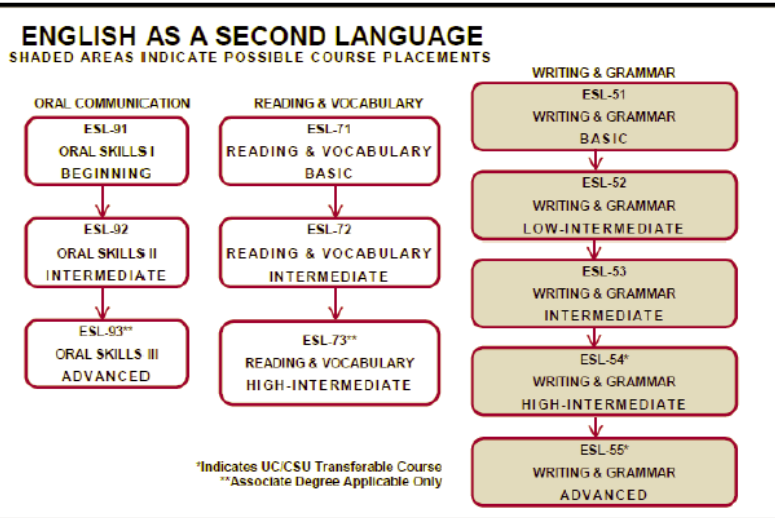 ENGLISH AS A SECOND LANGUAGE
SHADED AREAS INDICATE POSSIBLE COURSE PLACEMENTS
ORAL COMMUNICATION
ESL-91
ORAL SKILLS I
BEGINNING
ESL-92
ORAL SKILLS II
INTERMEDIATE
ESL-93**
ORAL SKILLS III
ADVANCED
READING & VOCABULARY
ESL-71
READING & VOCABULARY
BASIC
ESL-72
READING & VOCABULARY
INTERMEDIATE
ESL-73**
READING & VOCABULARY
HIGH-INTERMEDIATE
WRITING & GRAMMAR
ESL-51
WRITING & GRAMMAR
BASIC
ESL-52
WRITING & GRAMMAR
LOW-INTERMEDIATE
ESL-53
WRITING & GRAMMAR
INTERMEDIATE
ESL-54*
WRITING & GRAMMAR
HIGH-INTERMEDIATE
ESL-55*
WRITING & GRAMMAR
ADVANCED
*Indicates UC/CSU Transferable Course
**Associate Degree Applicable Only